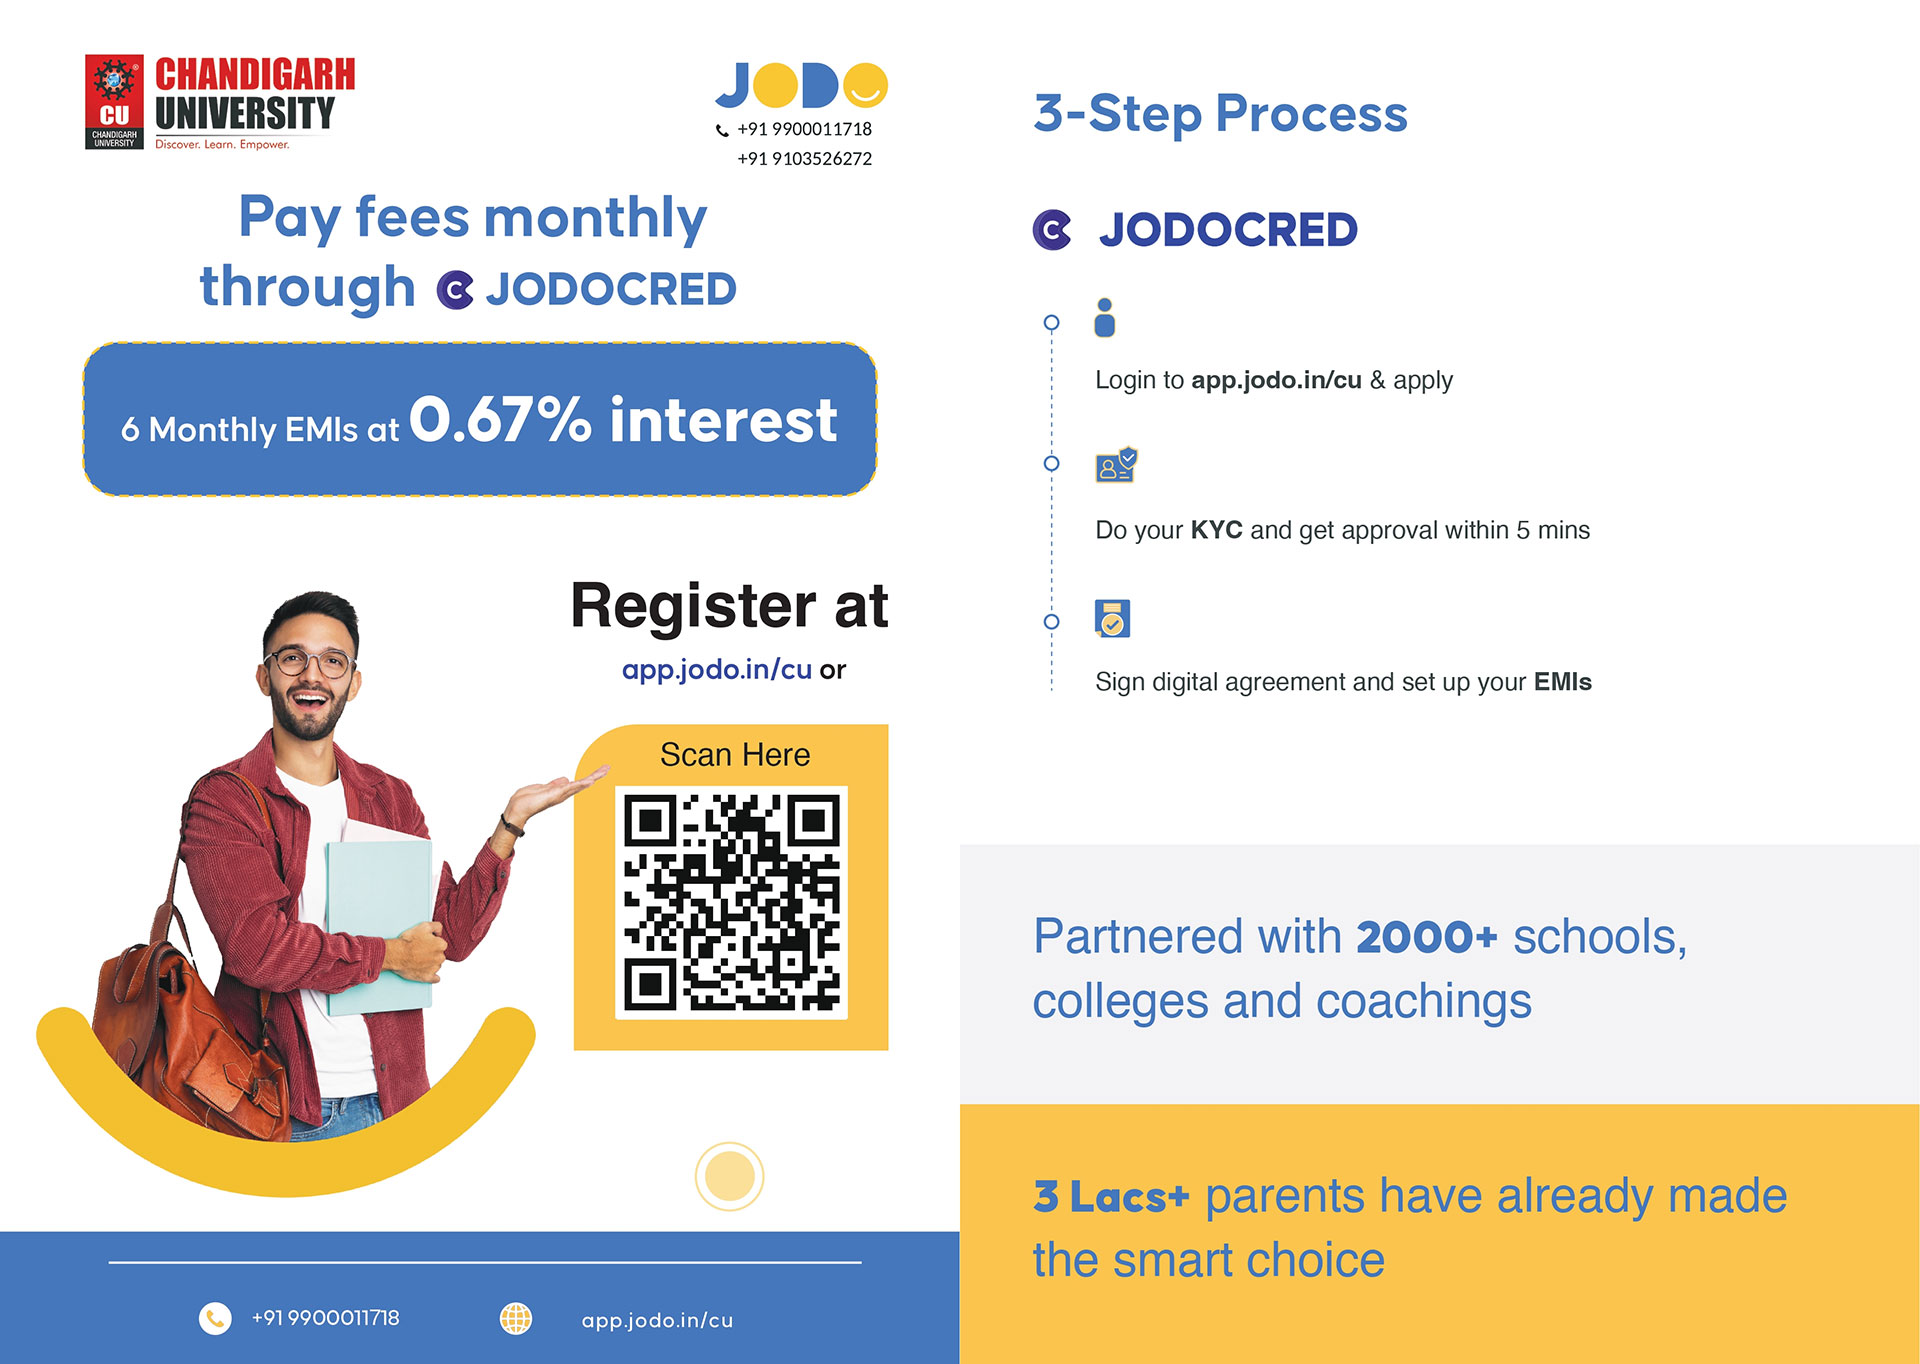 CU
CHANDIGARH
UNIVERSITY
CHANDIGARH
UNIVERSITY
Discover. Learn. Empower.
JODO
+91 9900011718
+91 9103526272
Pay fees monthly
through C JODOCRED
6 Monthly EMIs at 0.67% interest
Register at
app.jodo.in/cu or
Scan Here
+91 9900011718
app.jodo.in/cu
3-Step Process
C JODOCRED
Login to app.jodo.in/cu & apply
Do your KYC and get approval within 5 mins
Sign digital agreement and set up your EMIs
Partnered with 2000+ schools,
colleges and coachings
3 Lacs+ parents have already made
the smart choice